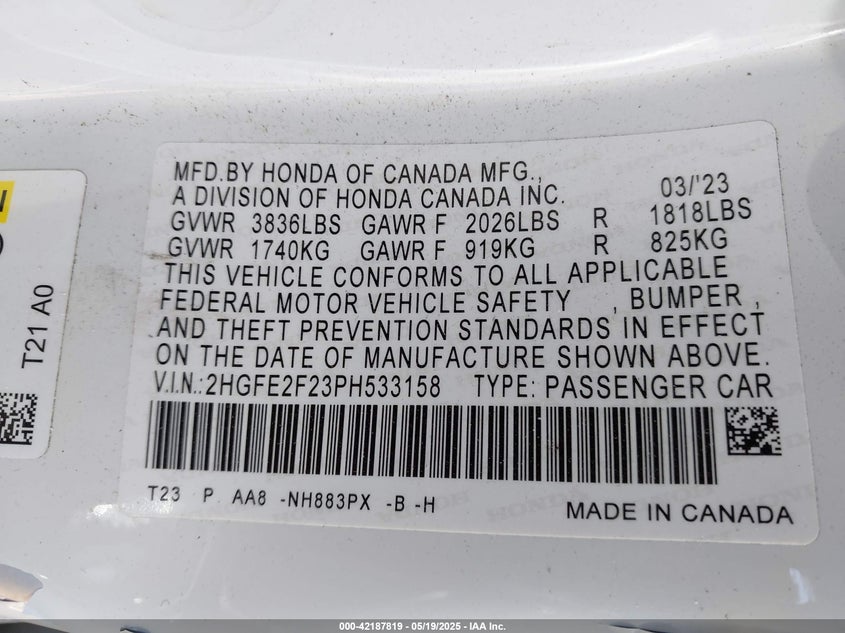 MFD.BY HONDA OF CANADA MFG.,
A DIVISION OF HONDA CANADA INC. 03/'23
GVWR 3836LBS GAWR F 2026LBS R 1818LBS
GVWR 1740KG GAWR F 919KG R 825KG
THIS VEHICLE CONFORMS TO ALL APPLICABLE
FEDERAL MOTOR VEHICLE SAFETY , BUMPER ,
AND THEFT PREVENTION STANDARDS IN EFFECT
ON THE DATE OF MANUFACTURE SHOWN ABOVE.
V.I.N.:2HGFE2F23PH533158 TYPE: PASSENGER CAR
T23 P AA8 -NH883PX -B -H
MADE IN CANADA
T21 A0
000-42187819 - 05/19/2025 - IAA Inc.